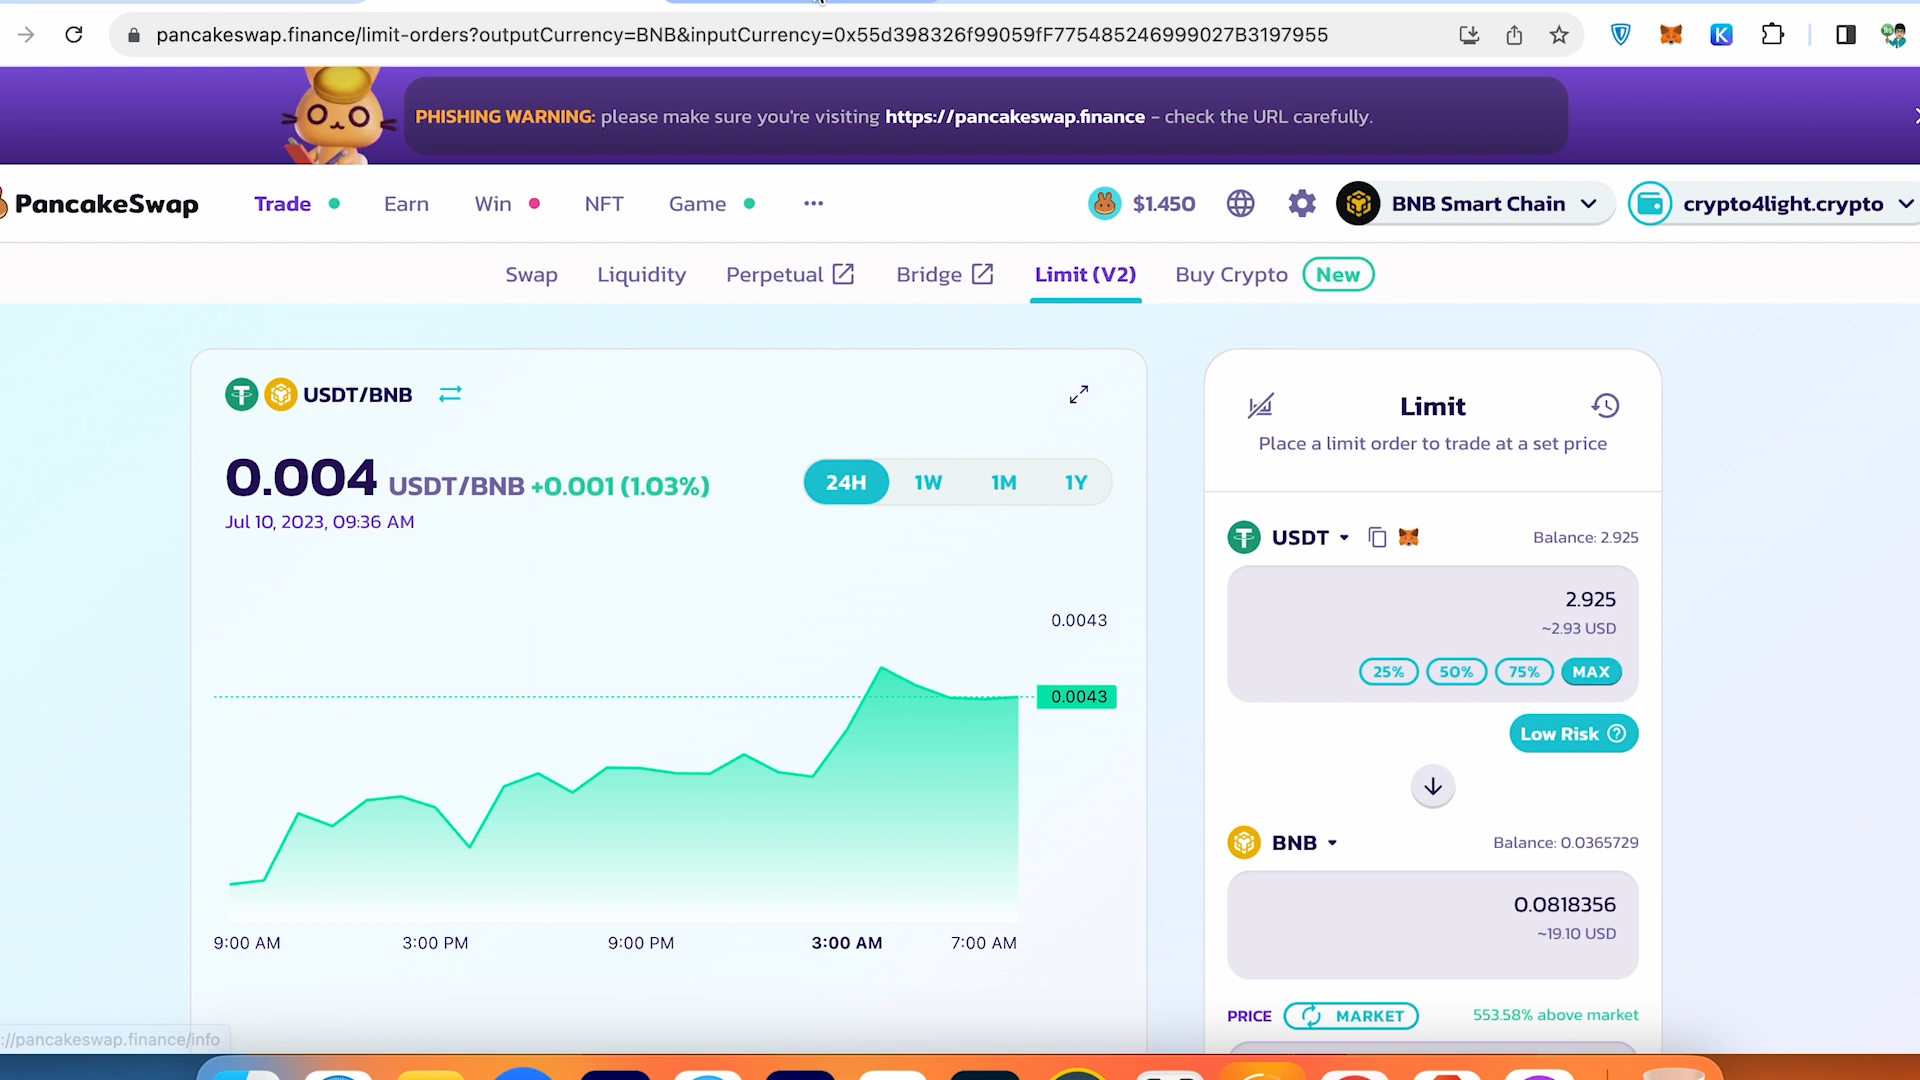 pancakeswap.finance/limit-orders?outputCurrency=BNB&inputCurrency=0x55d398326f99059fF775485246999027B3197955
PHISHING WARNING: please make sure you're visiting https://pancakeswap.finance - check the URL carefully.
PancakeSwap Trade Earn Win NFT Game ••• $1.450 BNB Smart Chain crypto4light.crypto
Swap Liquidity Perpetual Bridge Limit (V2) Buy Crypto New
USDT/BNB
0.004 USDT/BNB +0.001 (1.03%)
24H 1W 1M 1Y
Jul 10, 2023, 09:36 AM
0.0043
0.0043
9:00 AM 3:00 PM 9:00 PM 3:00 AM 7:00 AM
Limit
Place a limit order to trade at a set price
USDT Balance: 2.925
2.925
~2.93 USD
25% 50% 75% MAX
Low Risk
BNB Balance: 0.0365729
0.0818356
~19.10 USD
PRICE MARKET 553.58% above market
://pancakeswap.finance/info